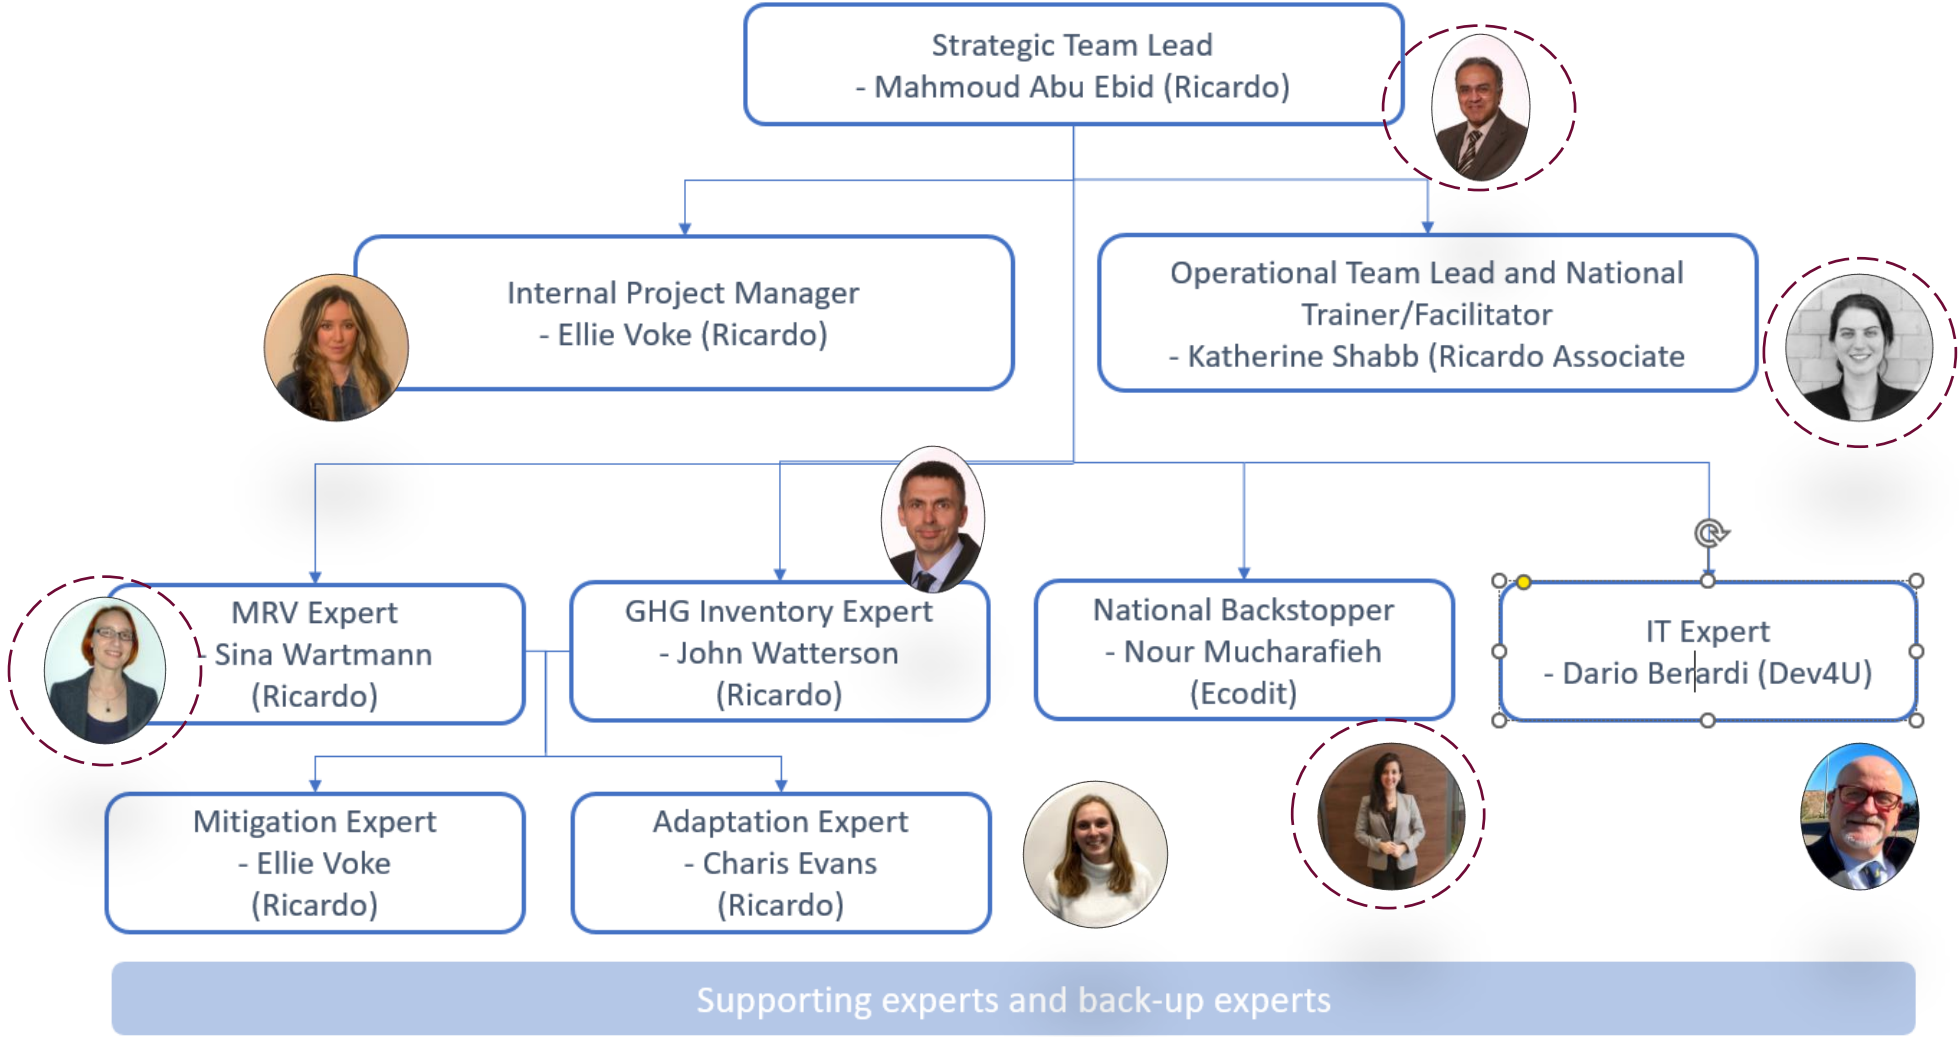 Strategic Team Lead
- Mahmoud Abu Ebid (Ricardo)
Internal Project Manager
- Ellie Voke (Ricardo)
Operational Team Lead and National
Trainer/Facilitator
- Katherine Shabb (Ricardo Associate
MRV Expert
- Sina Wartmann
(Ricardo)
GHG Inventory Expert
- John Watterson
(Ricardo)
National Backstopper
- Nour Mucharafieh
(Ecodit)
IT Expert
- Dario Berardi (Dev4U)
Mitigation Expert
- Ellie Voke
(Ricardo)
Adaptation Expert
- Charis Evans
(Ricardo)
Supporting experts and back-up experts